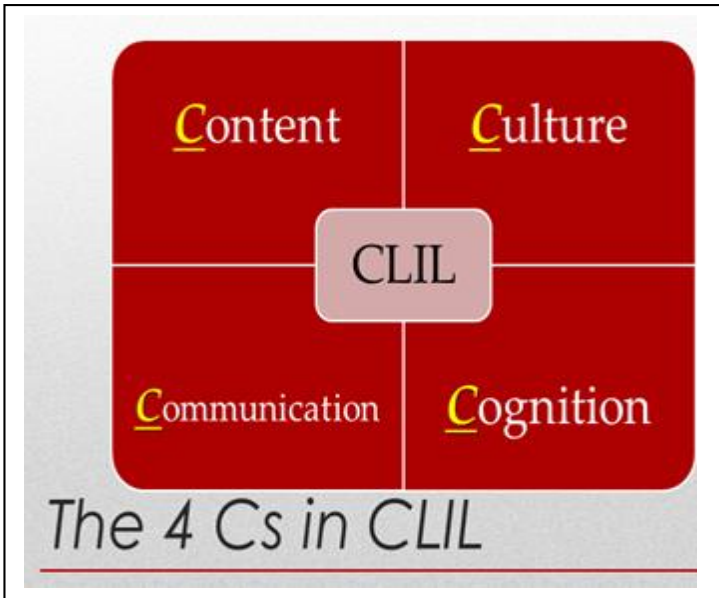 Content
Culture
CLIL
Communication
Cognition
The 4 Cs in CLIL